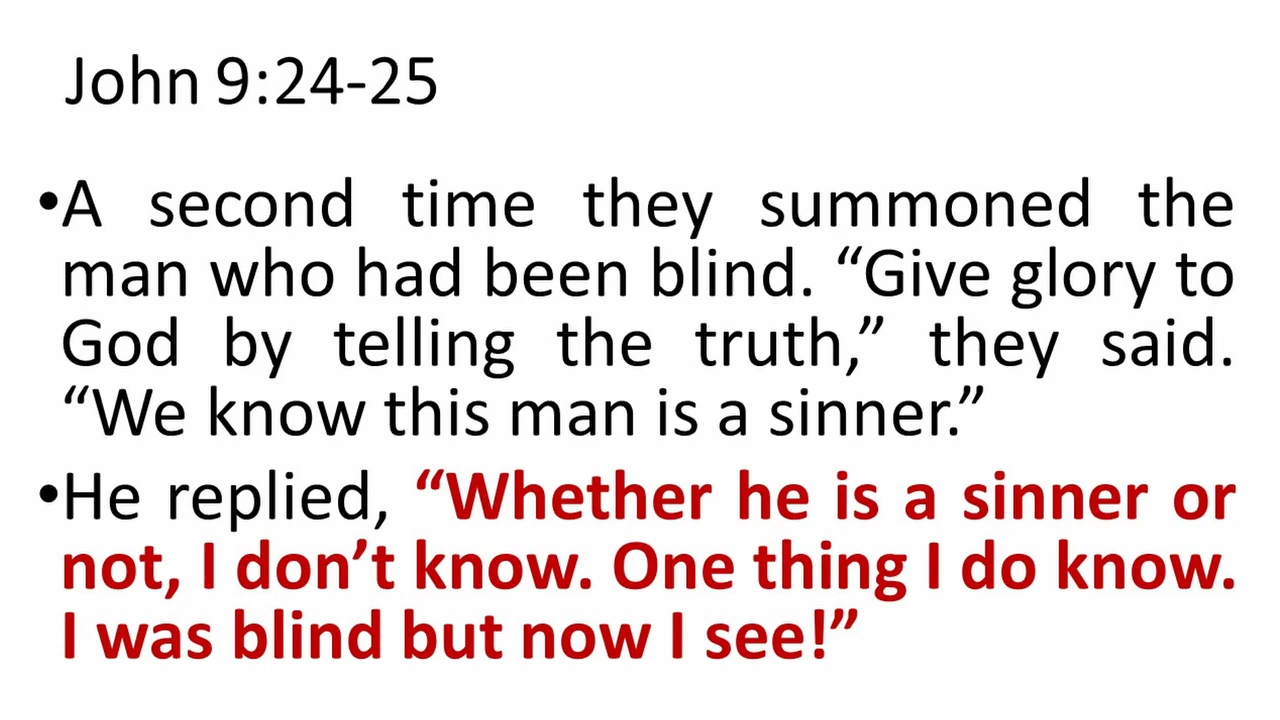 John 9:24-25
•A second time they summoned the
man who had been blind. “Give glory to
God by telling the truth,” they said.
“We know this man is a sinner.”
•He replied, “Whether he is a sinner or
not, I don’t know. One thing I do know.
I was blind but now I see!”